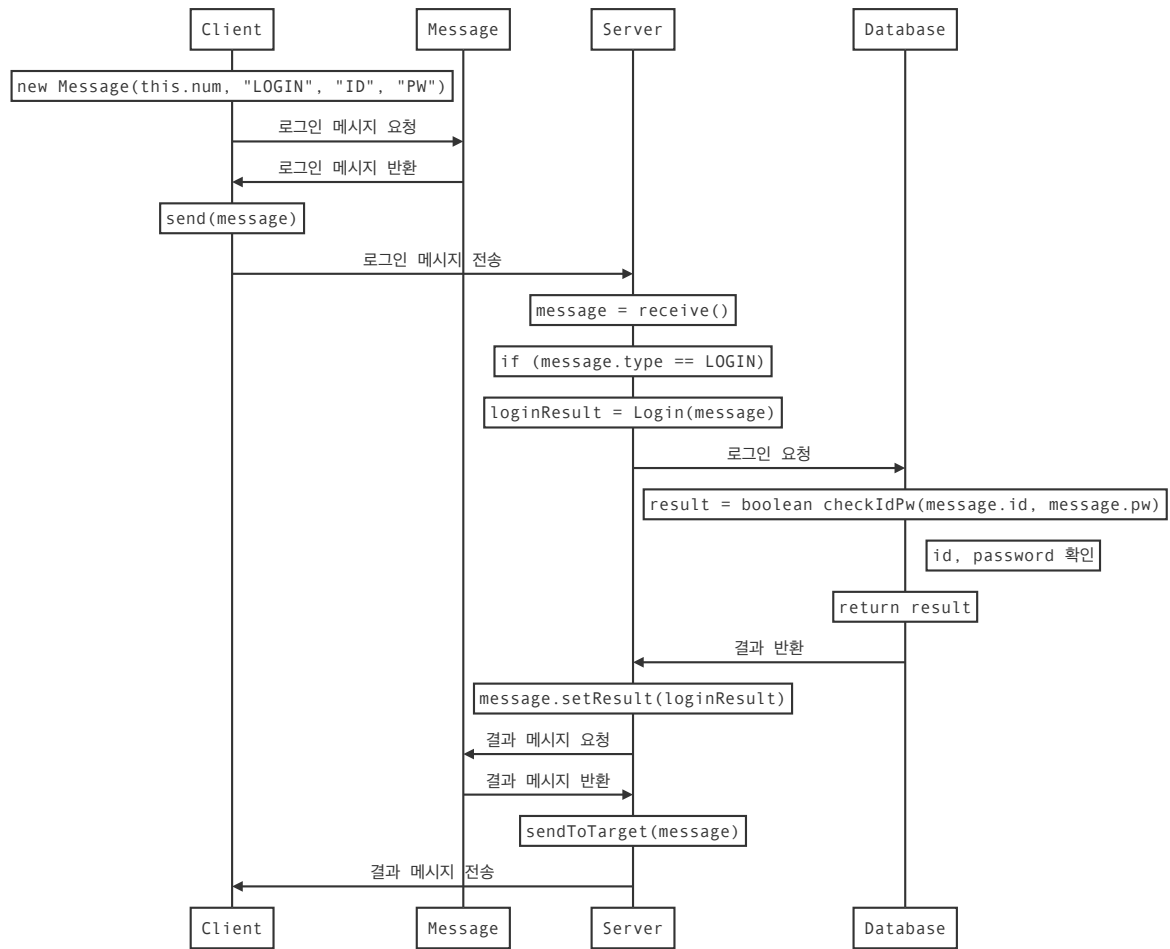 Client
Message
Server
Database
new Message(this.num, "LOGIN", "ID", "PW")
로그인 메시지 요청
로그인 메시지 반환
send(message)
로그인 메시지 전송
message = receive()
if (message.type == LOGIN)
loginResult = Login(message)
로그인 요청
result = boolean checkIdPw(message.id, message.pw)
id, password 확인
return result
결과 반환
message.setResult(loginResult)
결과 메시지 요청
결과 메시지 반환
sendToTarget(message)
결과 메시지 전송
Client
Message
Server
Database